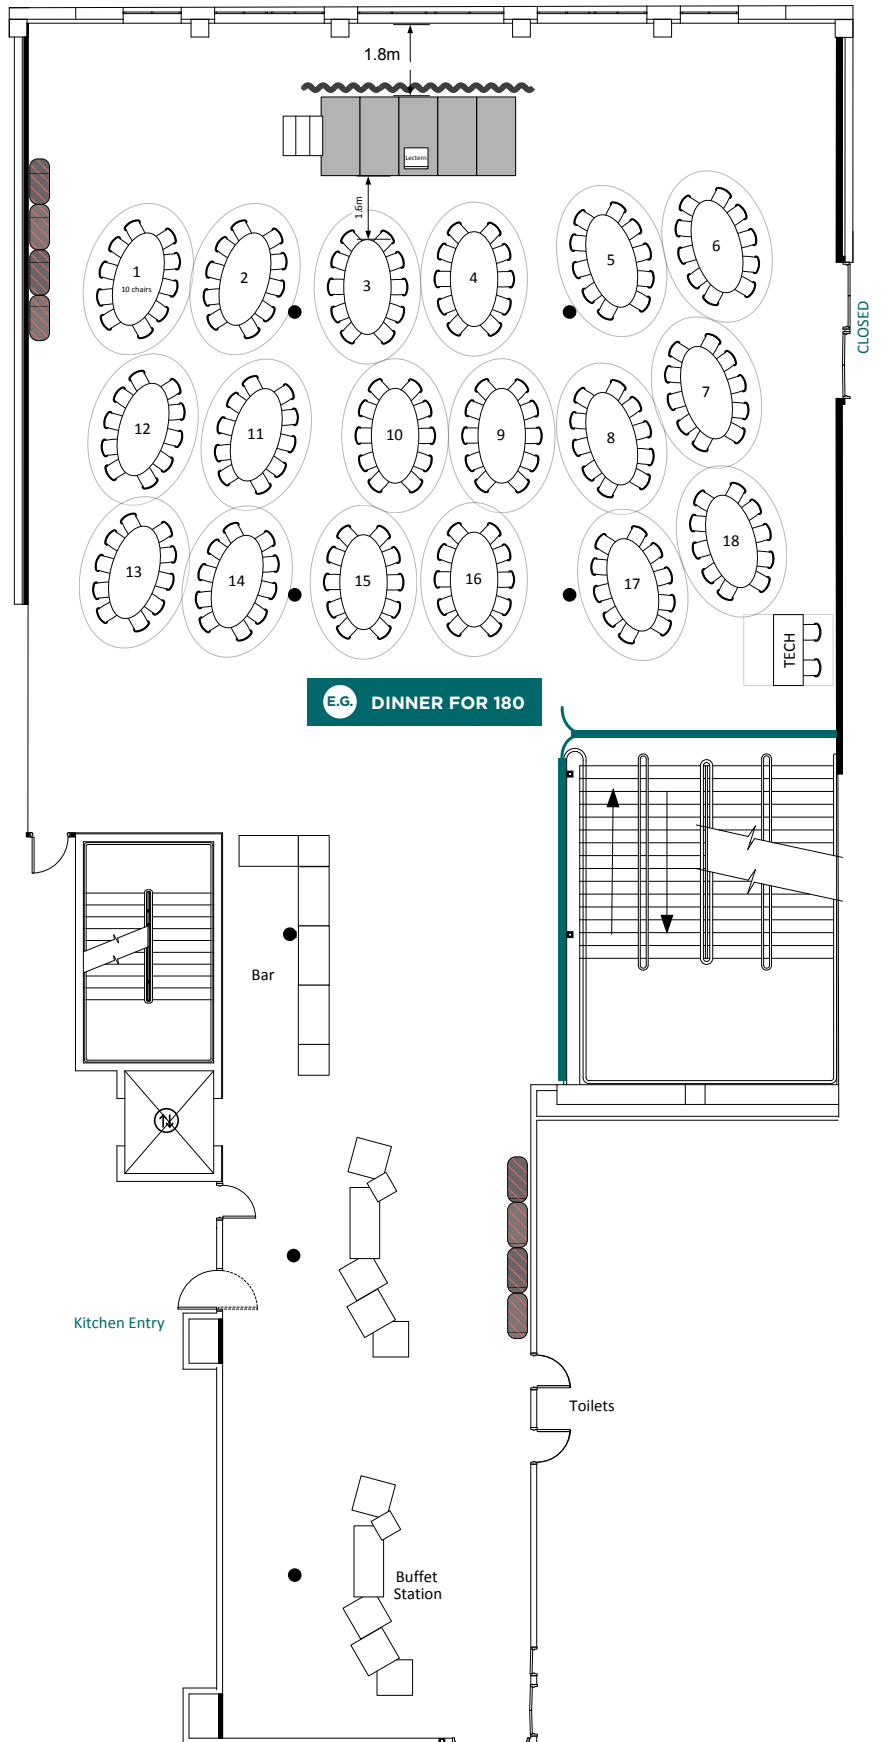 1.8m
Lectern
1.6m
1
10 chairs
2
3
4
5
6
CLOSED
7
12
11
10
9
8
13
14
15
16
17
18
TECH
E.G. DINNER FOR 180
Bar
Kitchen Entry
Toilets
Buffet
Station